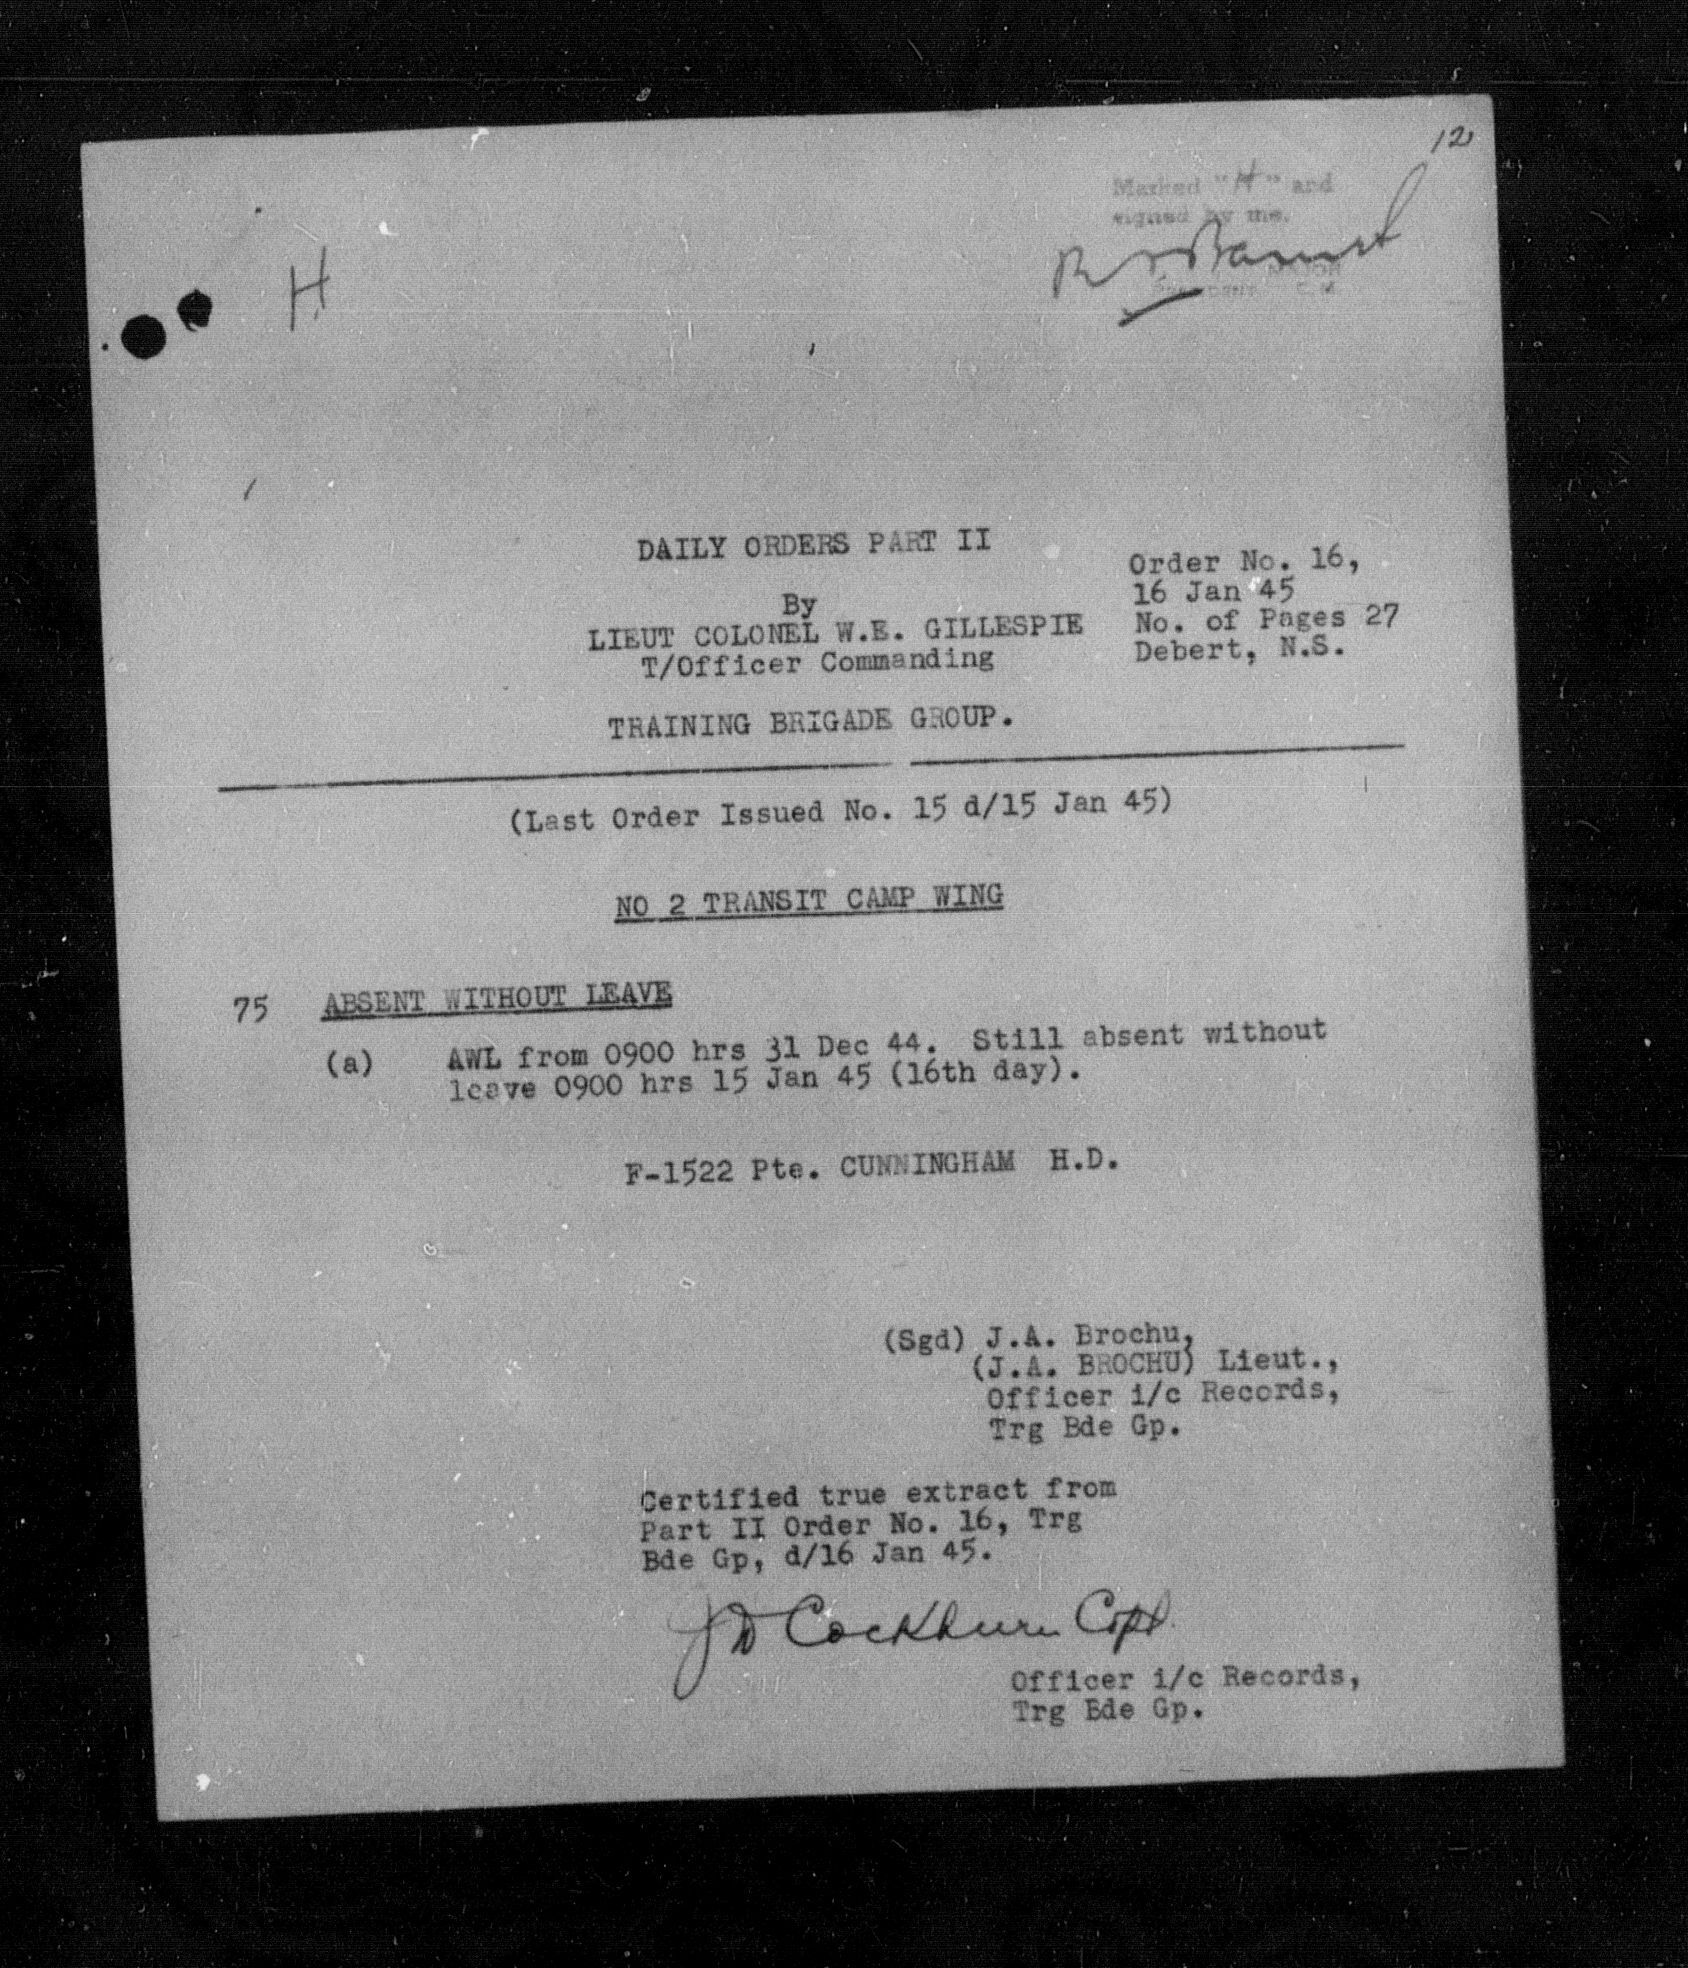 12
Marked "H" and
signed by me.
H
MAJOR
PRESIDENT C M
DAILY ORDERS PART II
Order No. 16,
16 Jan 45
By
No. of Pages 27
LIEUT COLONEL W.E. GILLESPIE
Debert, N.S.
T/Officer Commanding
TRAINING BRIGADE GROUP.
(Last Order Issued No. 15 d/15 Jan 45)
NO 2 TRANSIT CAMP WING
75 ABSENT WITHOUT LEAVE
(a) AWL from 0900 hrs 31 Dec 44. Still absent without
leave 0900 hrs 15 Jan 45 (16th day).
F-1522 Pte. CUNNINGHAM H.D.
(Sgd) J.A. Brochu,
(J.A. BROCHU) Lieut.,
Officer i/c Records,
Trg Bde Gp.
Certified true extract from
Part II Order No. 16, Trg
Bde Gp, d/16 Jan 45.
JD Cockburn Capt.
Officer i/c Records,
Trg Bde Gp.